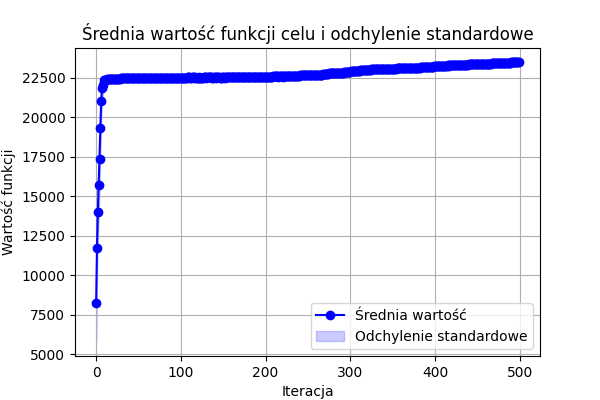 Średnia wartość funkcji celu i odchylenie standardowe
Wartość funkcji
22500
20000
17500
15000
12500
10000
7500
5000
Średnia wartość
Odchylenie standardowe
0 100 200 300 400 500
Iteracja